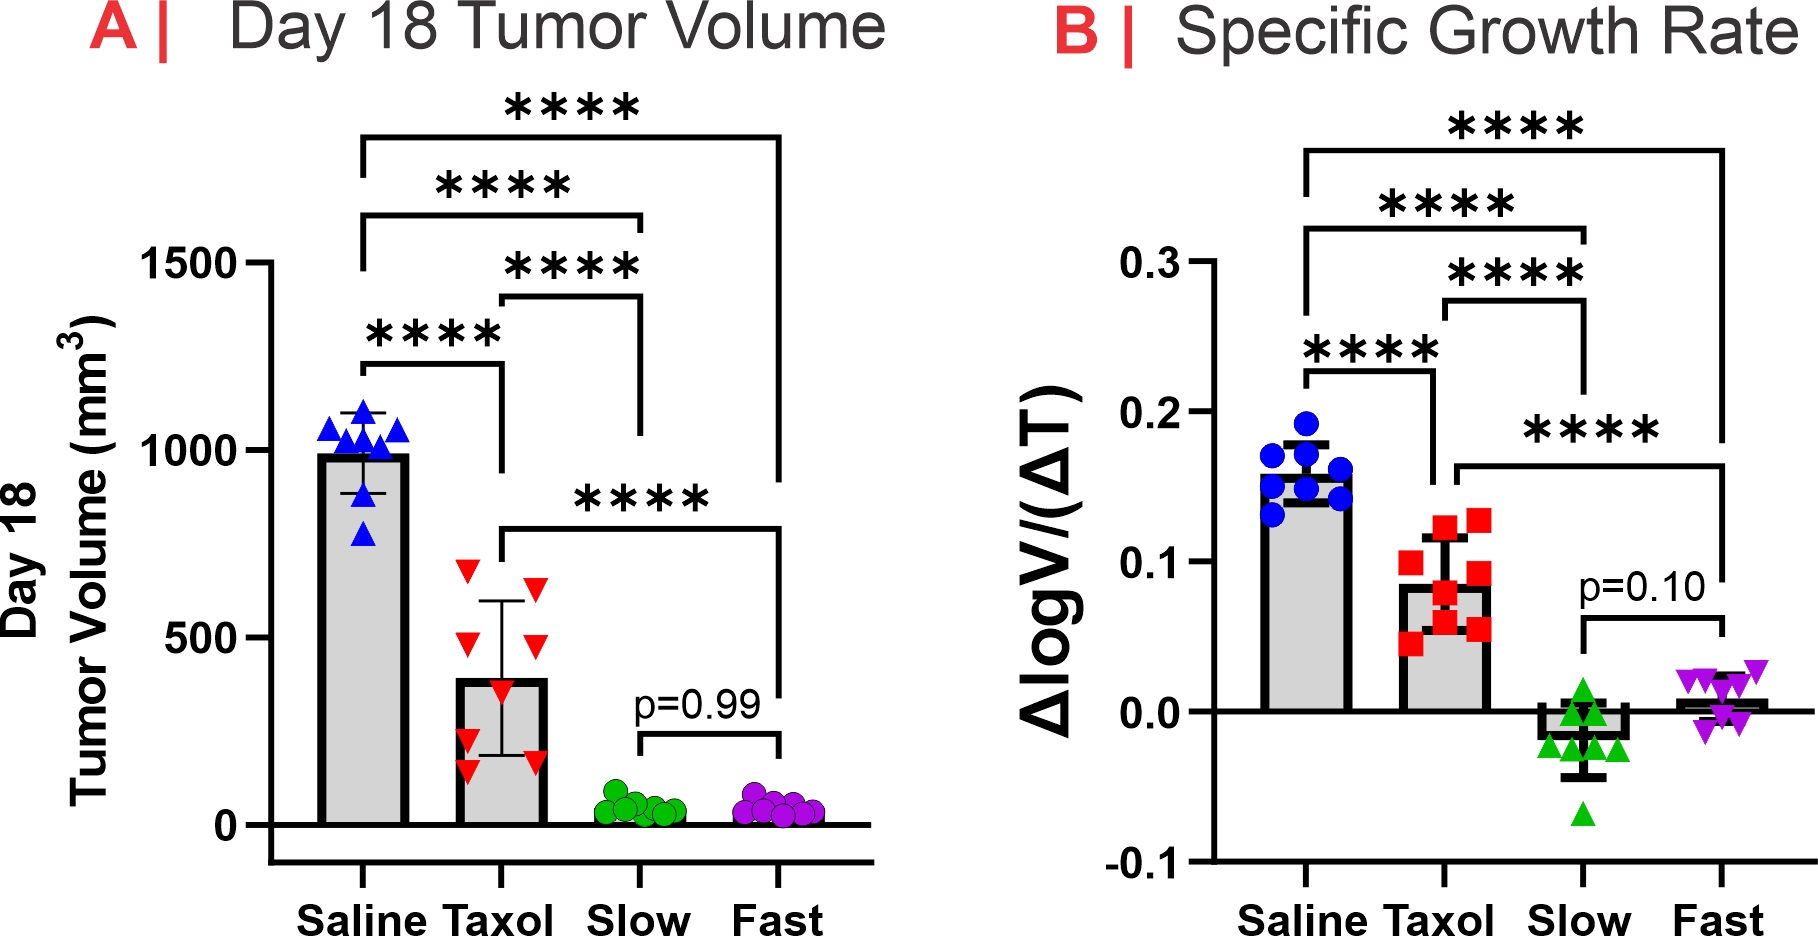 A | Day 18 Tumor Volume
****
****
****
****
****
p=0.99
1500
1000
500
0
Day 18
Tumor Volume (mm³)
Saline Taxol Slow Fast
B | Specific Growth Rate
****
****
****
****
****
p=0.10
0.3
0.2
0.1
0.0
-0.1
ΔlogV/(ΔT)
Saline Taxol Slow Fast